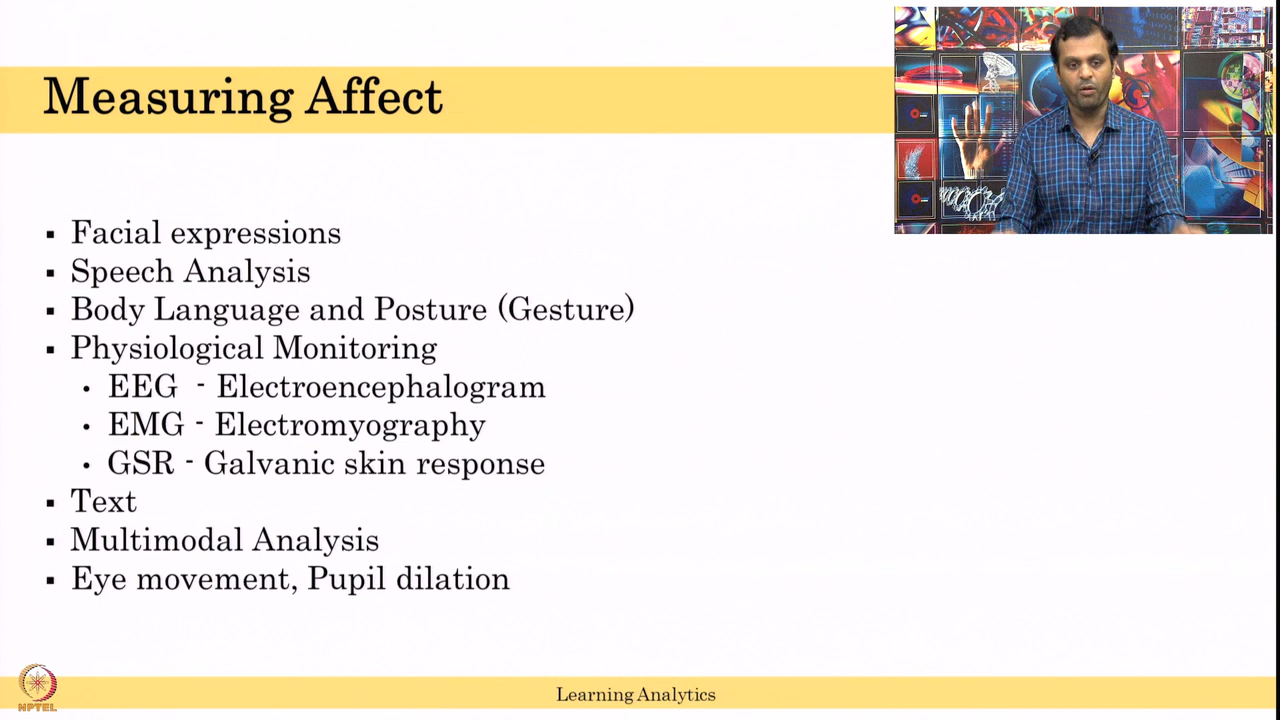 Measuring Affect
▪ Facial expressions
▪ Speech Analysis
▪ Body Language and Posture (Gesture)
▪ Physiological Monitoring
• EEG - Electroencephalogram
• EMG - Electromyography
• GSR - Galvanic skin response
▪ Text
▪ Multimodal Analysis
▪ Eye movement, Pupil dilation
NPTEL
Learning Analytics